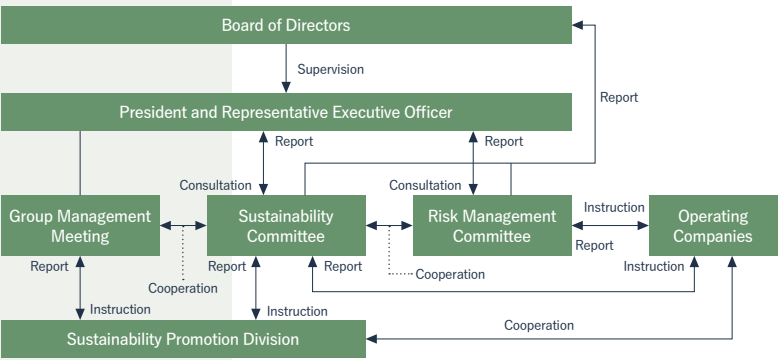 Board of Directors
Supervision
Report
President and Representative Executive Officer
Report
Report
Consultation
Consultation
Group Management
Meeting
Sustainability
Committee
Risk Management
Committee
Instruction
Report
Operating
Companies
Report
Cooperation
Report
Report
Cooperation
Instruction
Instruction
Instruction
Sustainability Promotion Division
Cooperation